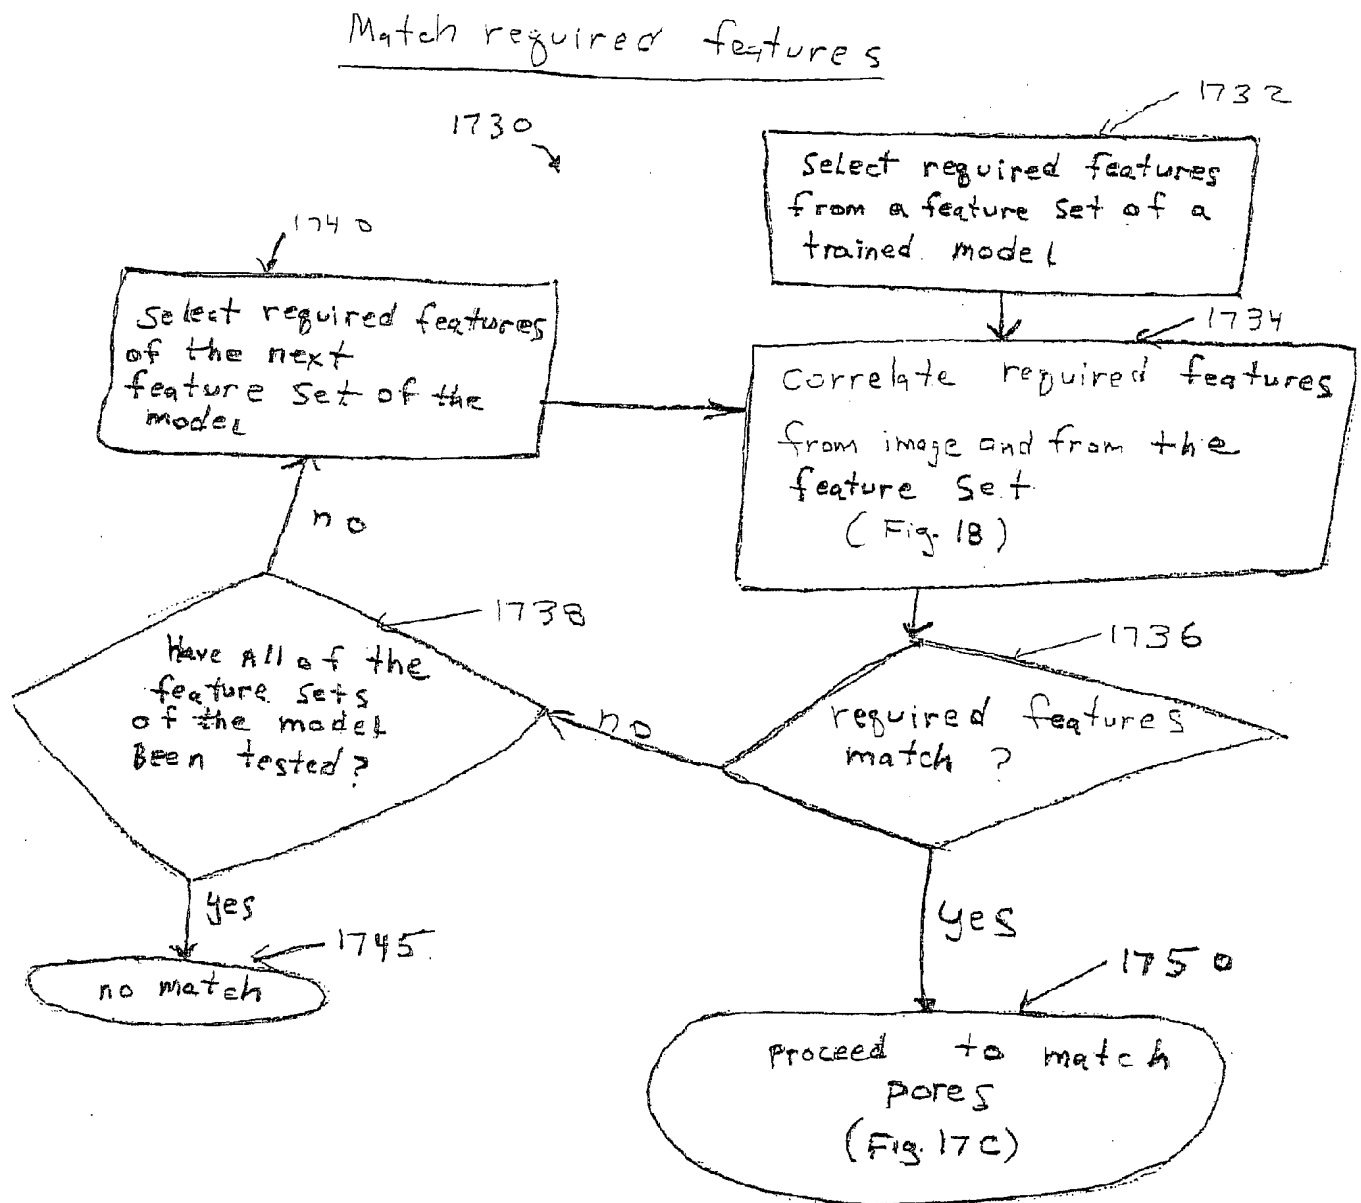 Match required features
1730
1732
select required features
from a feature set of a
trained model
1740
select required features
of the next
feature set of the
model
1734
correlate required features
from image and from the
feature set
(Fig. 18)
no
1738
Have All of the
feature sets
of the model
Been tested?
1736
required features
match?
no
yes
1745
no match
yes
1750
proceed to match
pores
(Fig. 17C)